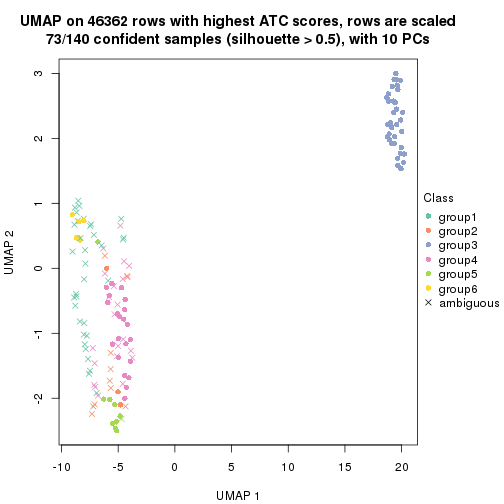 UMAP on 46362 rows with highest ATC scores, rows are scaled
73/140 confident samples (silhouette > 0.5), with 10 PCs
3
2
1
0
-1
-2
UMAP 2
-10
-5
0
5
10
15
20
UMAP 1
Class
group1
group2
group3
group4
group5
group6
ambiguous